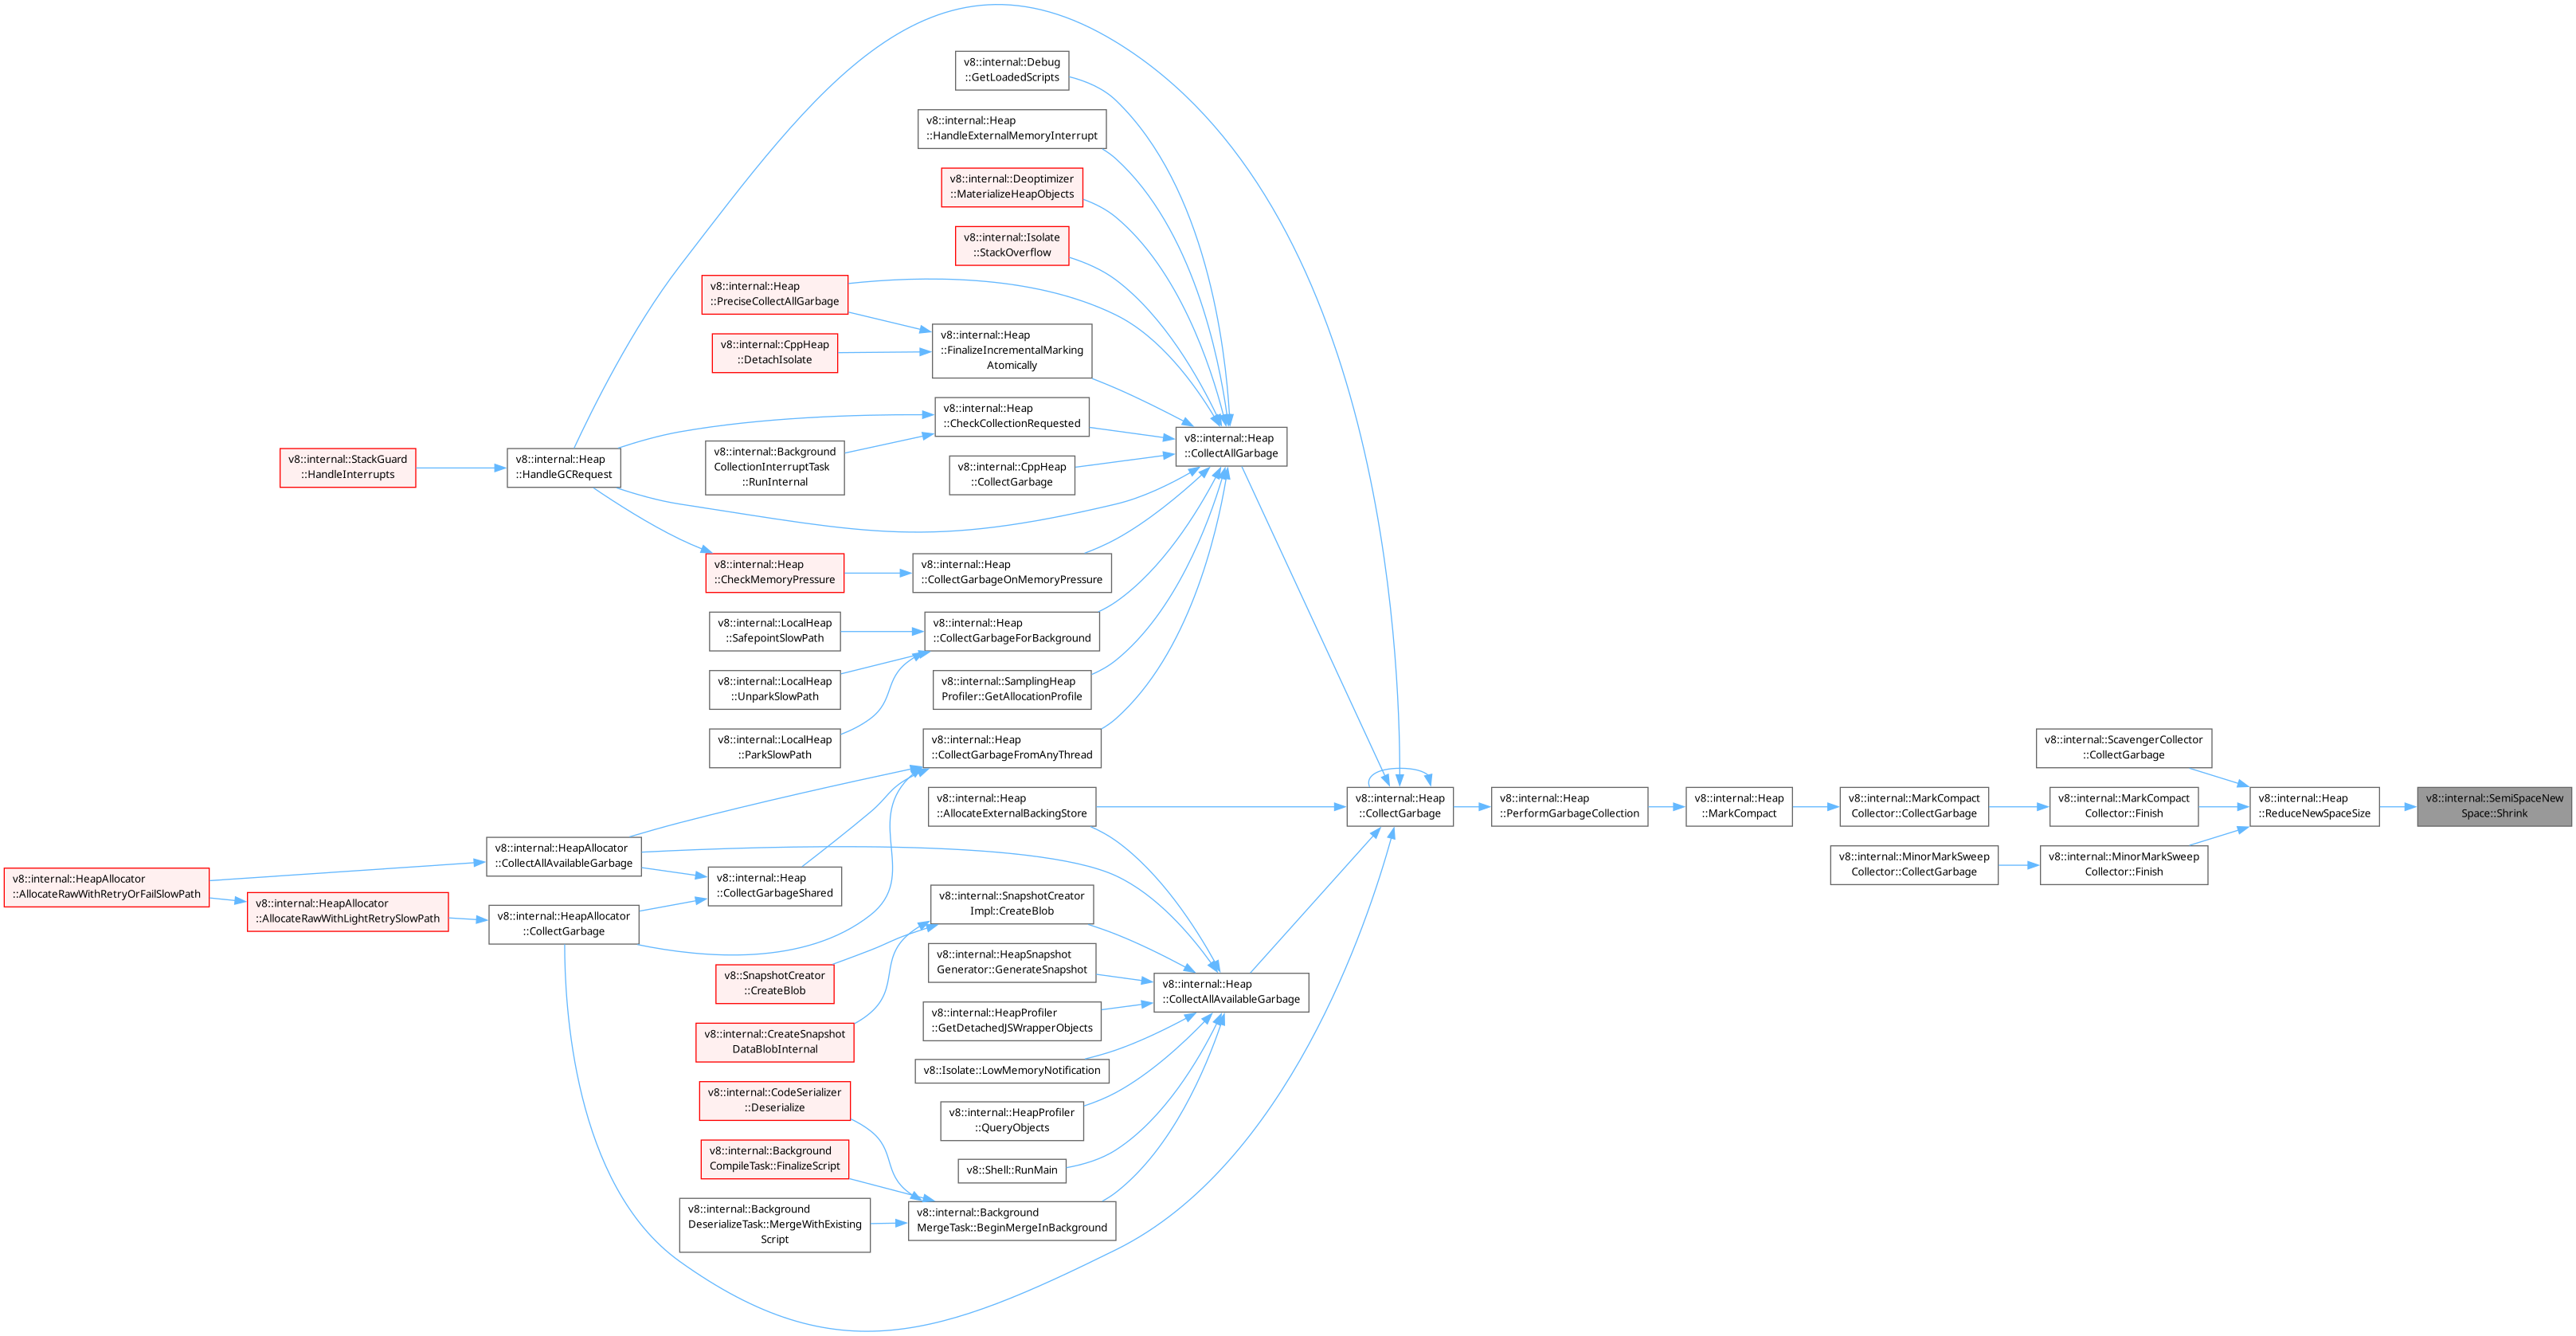 v8::internal::Debug
::GetLoadedScripts
v8::internal::Heap
::HandleExternalMemoryInterrupt
v8::internal::Deoptimizer
::MaterializeHeapObjects
v8::internal::Isolate
::StackOverflow
v8::internal::Heap
::PreciseCollectAllGarbage
v8::internal::CppHeap
::DetachIsolate
v8::internal::Heap
::FinalizeIncrementalMarking
Atomically
v8::internal::Heap
::CheckCollectionRequested
v8::internal::Background
CollectionInterruptTask
::RunInternal
v8::internal::CppHeap
::CollectGarbage
v8::internal::Heap
::CollectAllGarbage
v8::internal::StackGuard
::HandleInterrupts
v8::internal::Heap
::HandleGCRequest
v8::internal::Heap
::CheckMemoryPressure
v8::internal::Heap
::CollectGarbageOnMemoryPressure
v8::internal::LocalHeap
::SafepointSlowPath
v8::internal::Heap
::CollectGarbageForBackground
v8::internal::LocalHeap
::UnparkSlowPath
v8::internal::SamplingHeap
Profiler::GetAllocationProfile
v8::internal::LocalHeap
::ParkSlowPath
v8::internal::Heap
::CollectGarbageFromAnyThread
v8::internal::Heap
::AllocateExternalBackingStore
v8::internal::Heap
::CollectGarbage
v8::internal::Heap
::PerformGarbageCollection
v8::internal::Heap
::MarkCompact
v8::internal::MarkCompact
Collector::CollectGarbage
v8::internal::ScavengerCollector
::CollectGarbage
v8::internal::MarkCompact
Collector::Finish
v8::internal::Heap
::ReduceNewSpaceSize
v8::internal::SemiSpaceNew
Space::Shrink
v8::internal::MinorMarkSweep
Collector::CollectGarbage
v8::internal::MinorMarkSweep
Collector::Finish
v8::internal::HeapAllocator
::CollectAllAvailableGarbage
v8::internal::HeapAllocator
::AllocateRawWithRetryOrFailSlowPath
v8::internal::HeapAllocator
::AllocateRawWithLightRetrySlowPath
v8::internal::HeapAllocator
::CollectGarbage
v8::internal::Heap
::CollectGarbageShared
v8::internal::SnapshotCreator
Impl::CreateBlob
v8::internal::HeapSnapshot
Generator::GenerateSnapshot
v8::SnapshotCreator
::CreateBlob
v8::internal::Heap
::CollectAllAvailableGarbage
v8::internal::HeapProfiler
::GetDetachedJSWrapperObjects
v8::internal::CreateSnapshot
DataBlobInternal
v8::Isolate::LowMemoryNotification
v8::internal::CodeSerializer
::Deserialize
v8::internal::HeapProfiler
::QueryObjects
v8::internal::Background
CompileTask::FinalizeScript
v8::Shell::RunMain
v8::internal::Background
DeserializeTask::MergeWithExisting
Script
v8::internal::Background
MergeTask::BeginMergeInBackground